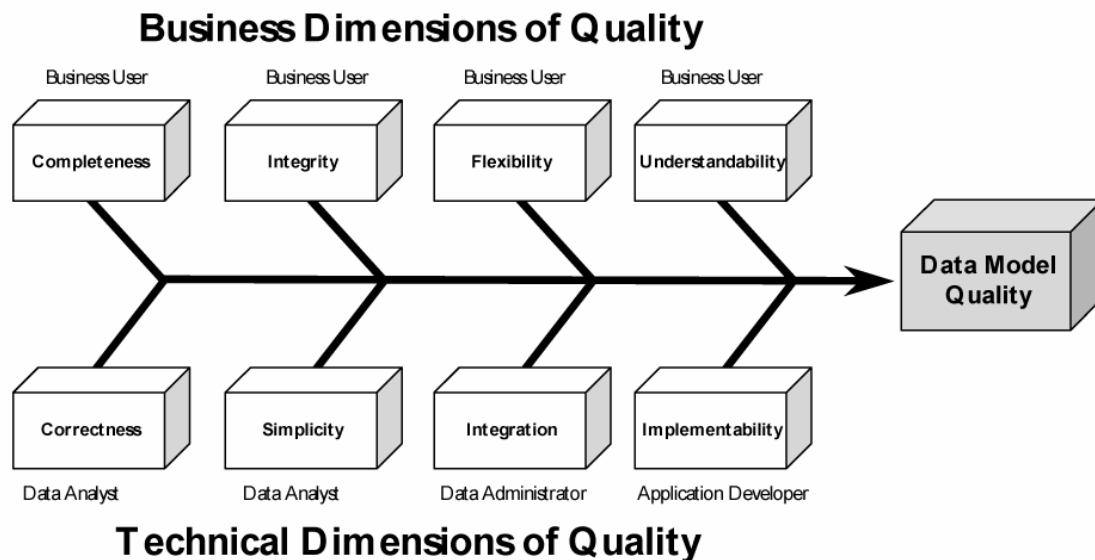 Business Dimensions of Quality
Business User Business User Business User Business User
Completeness Integrity Flexibility Understandability
Data Model
Quality
Correctness Simplicity Integration Implementability
Data Analyst Data Analyst Data Administrator Application Developer
Technical Dimensions of Quality